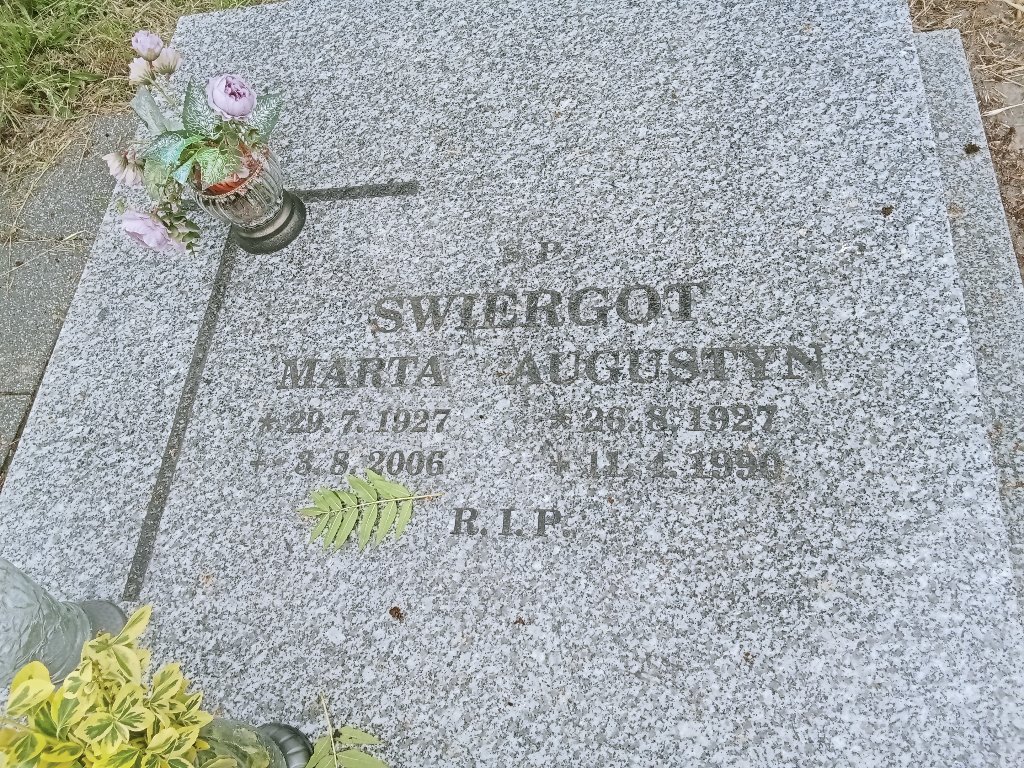 Ś P.
SWIERGOT
MARTA AUGUSTYN
* 29. 7. 1927 * 26. 8. 1927
+ 3. 8. 2006 + 11. 4. 1990
R. I. P.